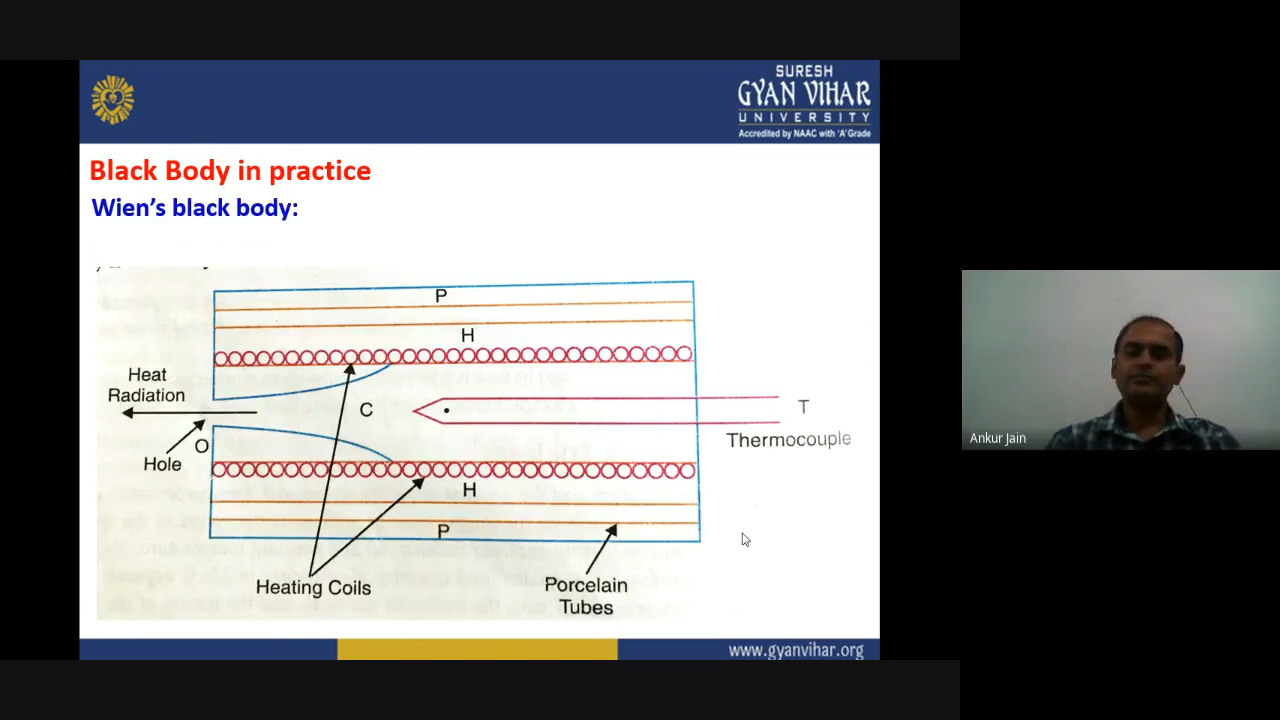 SURESH
GYAN VIHAR
UNIVERSITY
Accredited by NAAC with 'A' Grade
Black Body in practice
Wien's black body:
P
H
Heat
Radiation
C
T
Thermocouple
O
Hole
H
P
Heating Coils
Porcelain
Tubes
Ankur Jain
www.gyanvihar.org